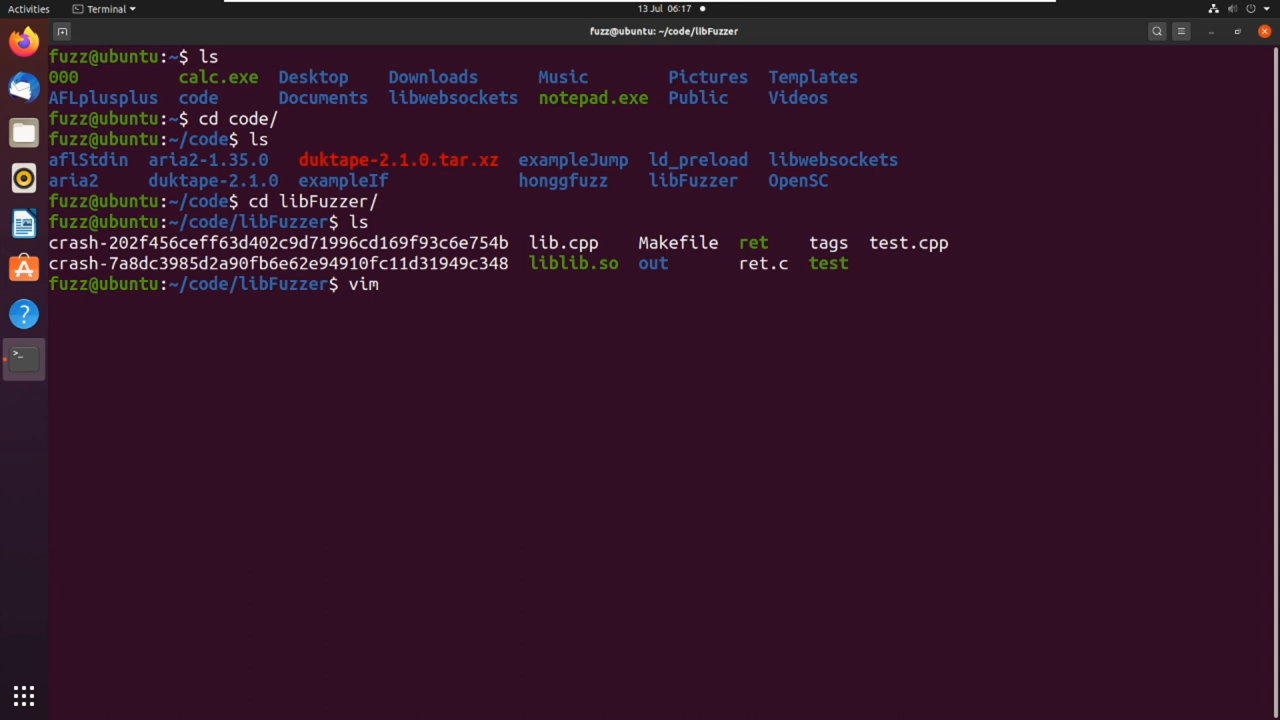 Activities Terminal 13 Jul 06:17
fuzz@ubuntu: ~/code/libFuzzer
fuzz@ubuntu:~$ ls
000 calc.exe Desktop Downloads Music Pictures Templates
AFLplusplus code Documents libwebsockets notepad.exe Public Videos
fuzz@ubuntu:~$ cd code/
fuzz@ubuntu:~/code$ ls
aflStdin aria2-1.35.0 duktape-2.1.0.tar.xz exampleJump ld_preload libwebsockets
aria2 duktape-2.1.0 exampleIf honggfuzz libFuzzer OpenSC
fuzz@ubuntu:~/code$ cd libFuzzer/
fuzz@ubuntu:~/code/libFuzzer$ ls
crash-202f456ceff63d402c9d71996cd169f93c6e754b lib.cpp Makefile ret tags test.cpp
crash-7a8dc3985d2a90fb6e62e94910fc11d31949c348 liblib.so out ret.c test
fuzz@ubuntu:~/code/libFuzzer$ vim